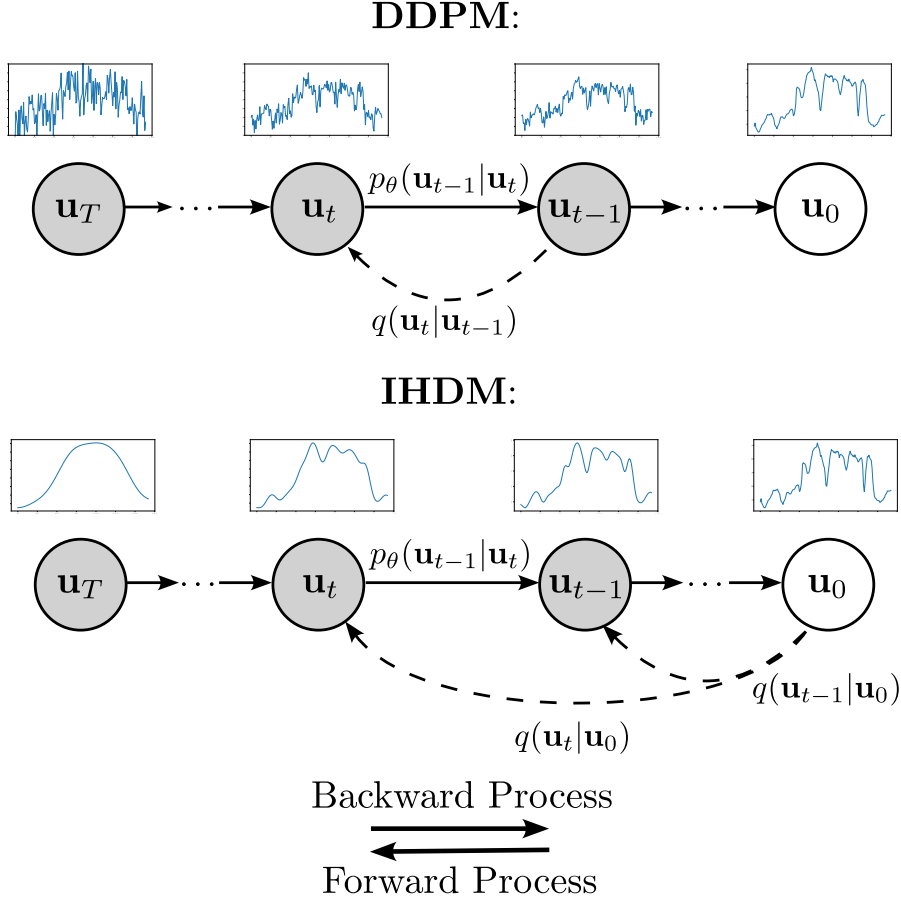 DDPM:
p_θ(u_{t−1}|u_t)
u_T ... u_t u_{t−1} ... u_0
q(u_t|u_{t−1})
IHDM:
p_θ(u_{t−1}|u_t)
u_T ... u_t u_{t−1} ... u_0
q(u_{t−1}|u_0)
q(u_t|u_0)
Backward Process
Forward Process